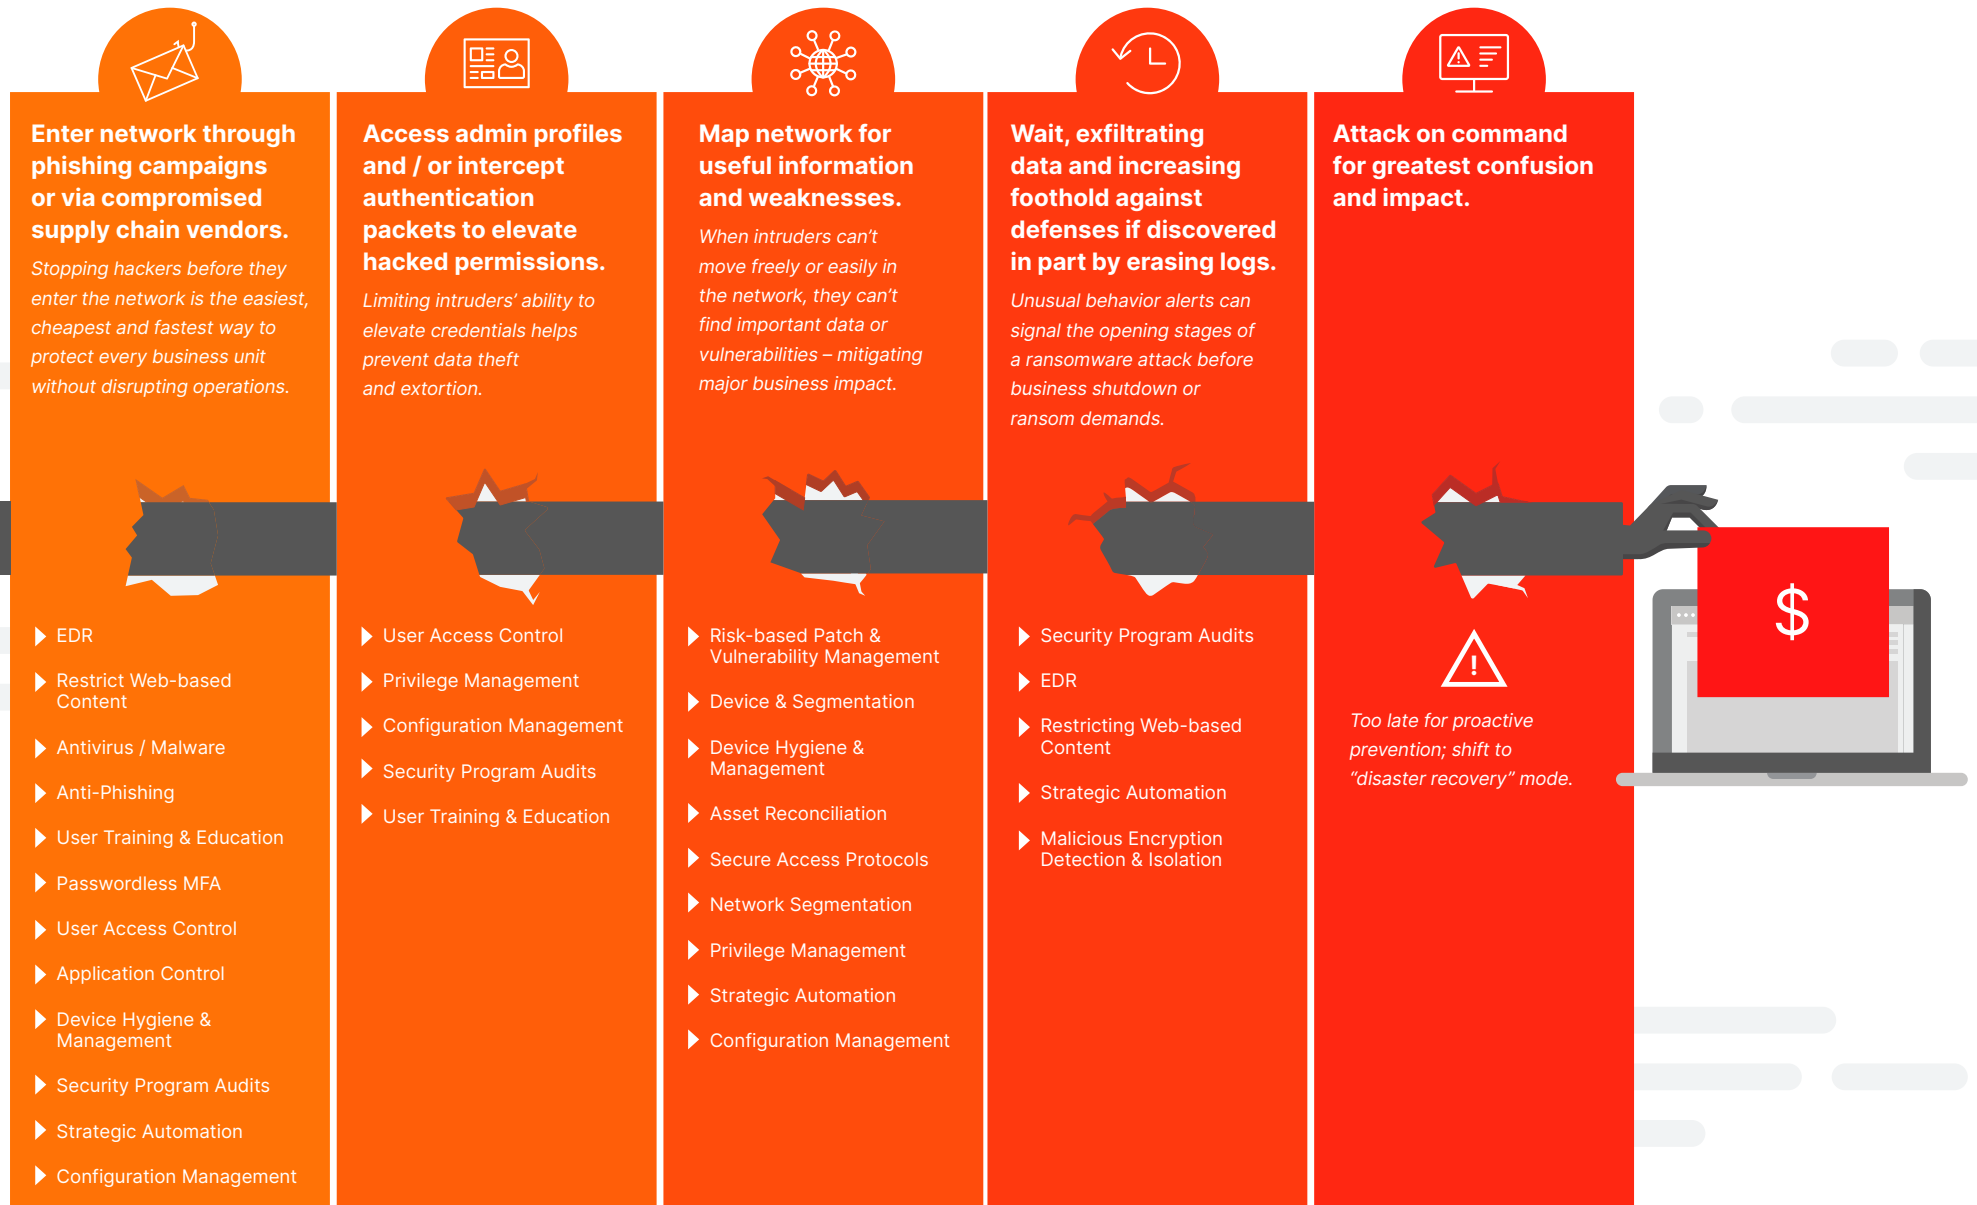 Enter network through
phishing campaigns
or via compromised
supply chain vendors.
Stopping hackers before they
enter the network is the easiest,
cheapest and fastest way to
protect every business unit
without disrupting operations.
EDR
Restrict Web-based
Content
Antivirus / Malware
Anti-Phishing
User Training & Education
Passwordless MFA
User Access Control
Application Control
Device Hygiene &
Management
Security Program Audits
Strategic Automation
Configuration Management
Access admin profiles
and / or intercept
authentication
packets to elevate
hacked permissions.
Limiting intruders’ ability to
elevate credentials helps
prevent data theft
and extortion.
User Access Control
Privilege Management
Configuration Management
Security Program Audits
User Training & Education
Map network for
useful information
and weaknesses.
When intruders can’t
move freely or easily in
the network, they can’t
find important data or
vulnerabilities – mitigating
major business impact.
Risk-based Patch &
Vulnerability Management
Device & Segmentation
Device Hygiene &
Management
Asset Reconciliation
Secure Access Protocols
Network Segmentation
Privilege Management
Strategic Automation
Configuration Management
Wait, exfiltrating
data and increasing
foothold against
defenses if discovered
in part by erasing logs.
Unusual behavior alerts can
signal the opening stages of
a ransomware attack before
business shutdown or
ransom demands.
Security Program Audits
EDR
Restricting Web-based
Content
Strategic Automation
Malicious Encryption
Detection & Isolation
Attack on command
for greatest confusion
and impact.
!
Too late for proactive
prevention; shift to
“disaster recovery” mode.
$